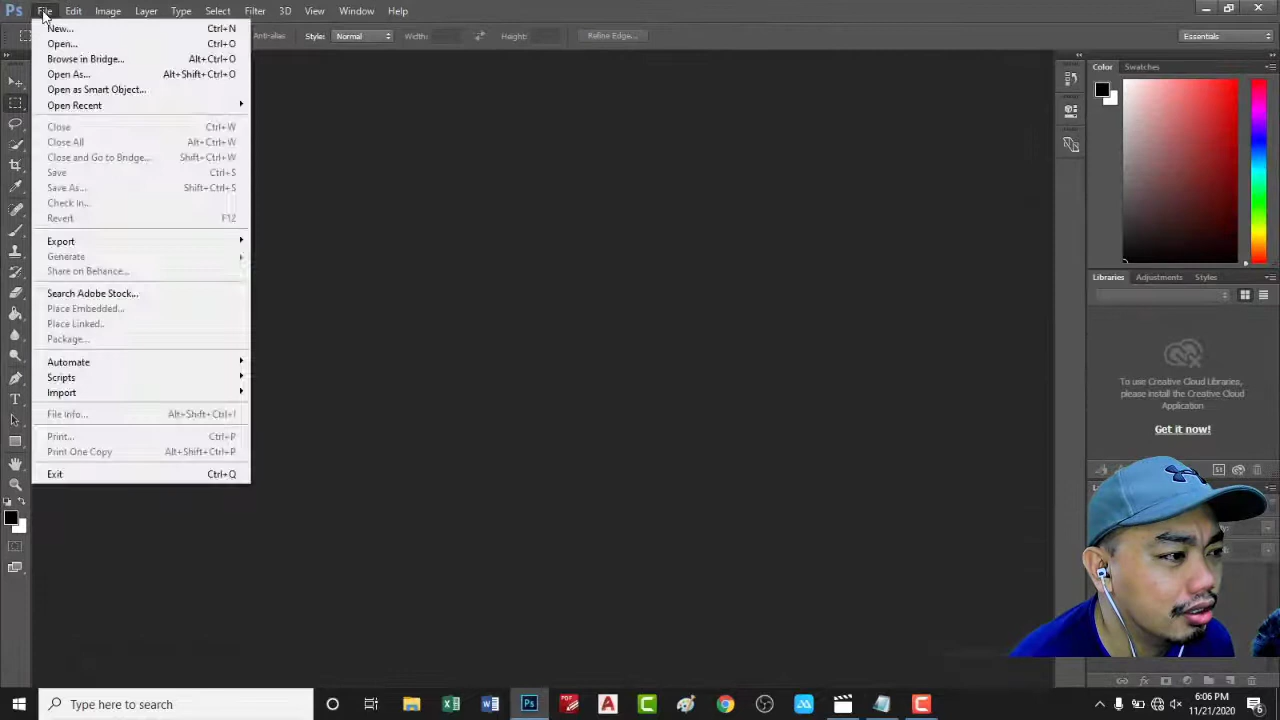 Ps File Edit Image Layer Type Select Filter 3D View Window Help
New... Ctrl+N
Open... Ctrl+O
Browse in Bridge... Alt+Ctrl+O
Open As... Alt+Shift+Ctrl+O
Open as Smart Object...
Open Recent
Close Ctrl+W
Close All Alt+Ctrl+W
Close and Go to Bridge... Shift+Ctrl+W
Save Ctrl+S
Save As... Shift+Ctrl+S
Check In...
Revert F12
Export
Generate
Share on Behance...
Search Adobe Stock...
Place Embedded...
Place Linked...
Package...
Automate
Scripts
Import
File Info... Alt+Shift+Ctrl+I
Print... Ctrl+P
Print One Copy Alt+Shift+Ctrl+P
Exit Ctrl+Q
Anti-alias Style: Normal Width: Height: Refine Edge... Essentials
Color Swatches
Libraries Adjustments Styles
To use Creative Cloud Libraries,
please install the Creative Cloud
Application
Get it now!
Type here to search
6:06 PM
11/21/2020